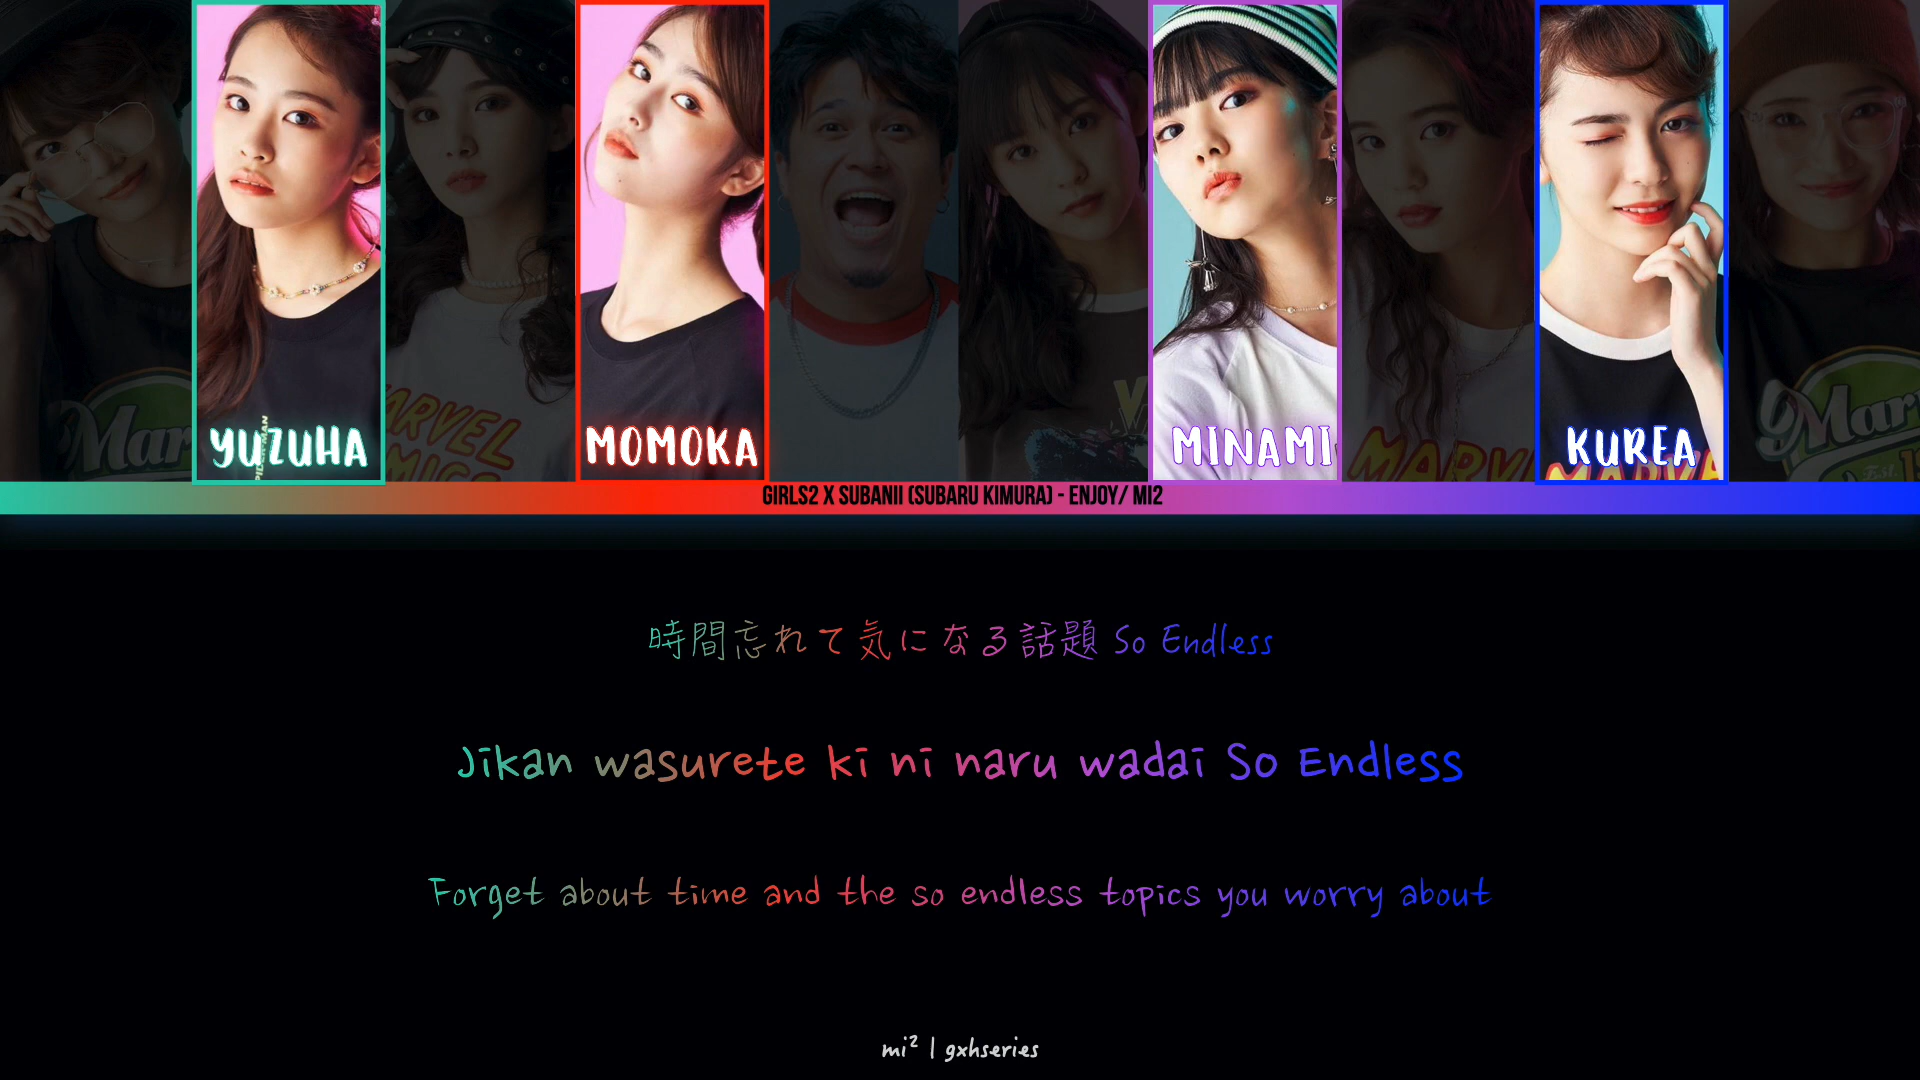 YUZUHA
MOMOKA
MINAMI
KUREA
GIRLS2 X SUBANII (SUBARU KIMURA) - ENJOY/ MI2
時間忘れて気になる話題 So Endless
Jikan wasurete ki ni naru wadai So Endless
Forget about time and the so endless topics you worry about
mi² | gxhseries